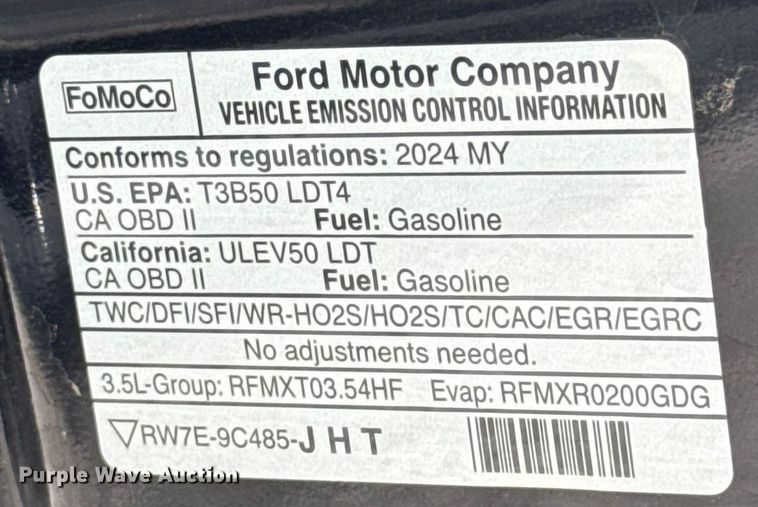 FoMoCo
Ford Motor Company
VEHICLE EMISSION CONTROL INFORMATION
Conforms to regulations: 2024 MY
U.S. EPA: T3B50 LDT4
CA OBD II Fuel: Gasoline
California: ULEV50 LDT
CA OBD II Fuel: Gasoline
TWC/DFI/SFI/WR-HO2S/HO2S/TC/CAC/EGR/EGRC
No adjustments needed.
3.5L-Group: RFMXT03.54HF Evap: RFMXR0200GDG
RW7E-9C485-J H T
Purple Wave Auction